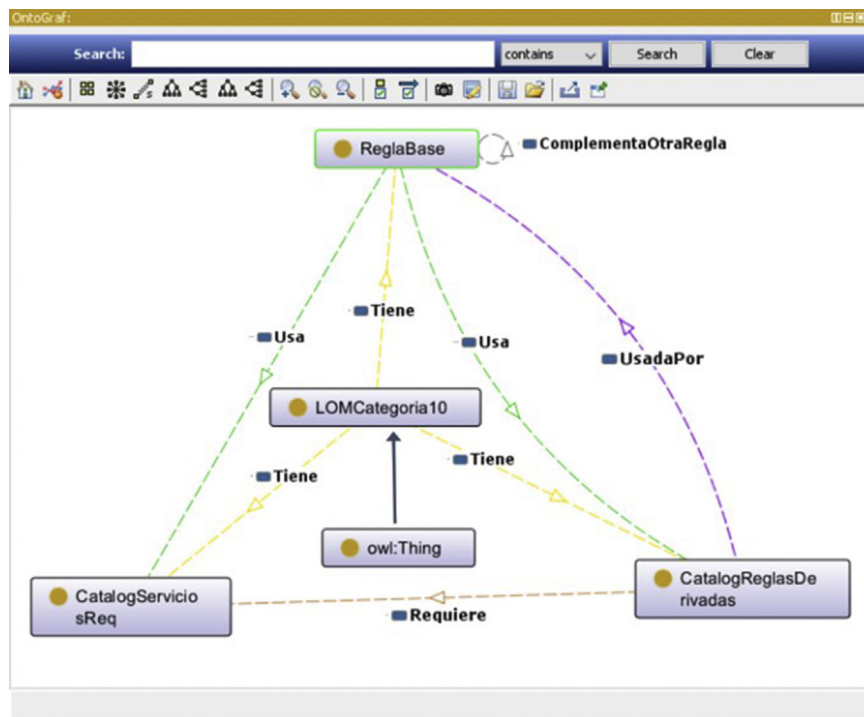 OntoGraf:
Search:
contains
Search
Clear
ReglaBase
ComplementaOtraRegla
Tiene
Usa
Usa
UsadaPor
LOMCategoria10
Tiene
Tiene
owl:Thing
CatalogServicio
sReq
CatalogReglasDe
rivadas
Requiere